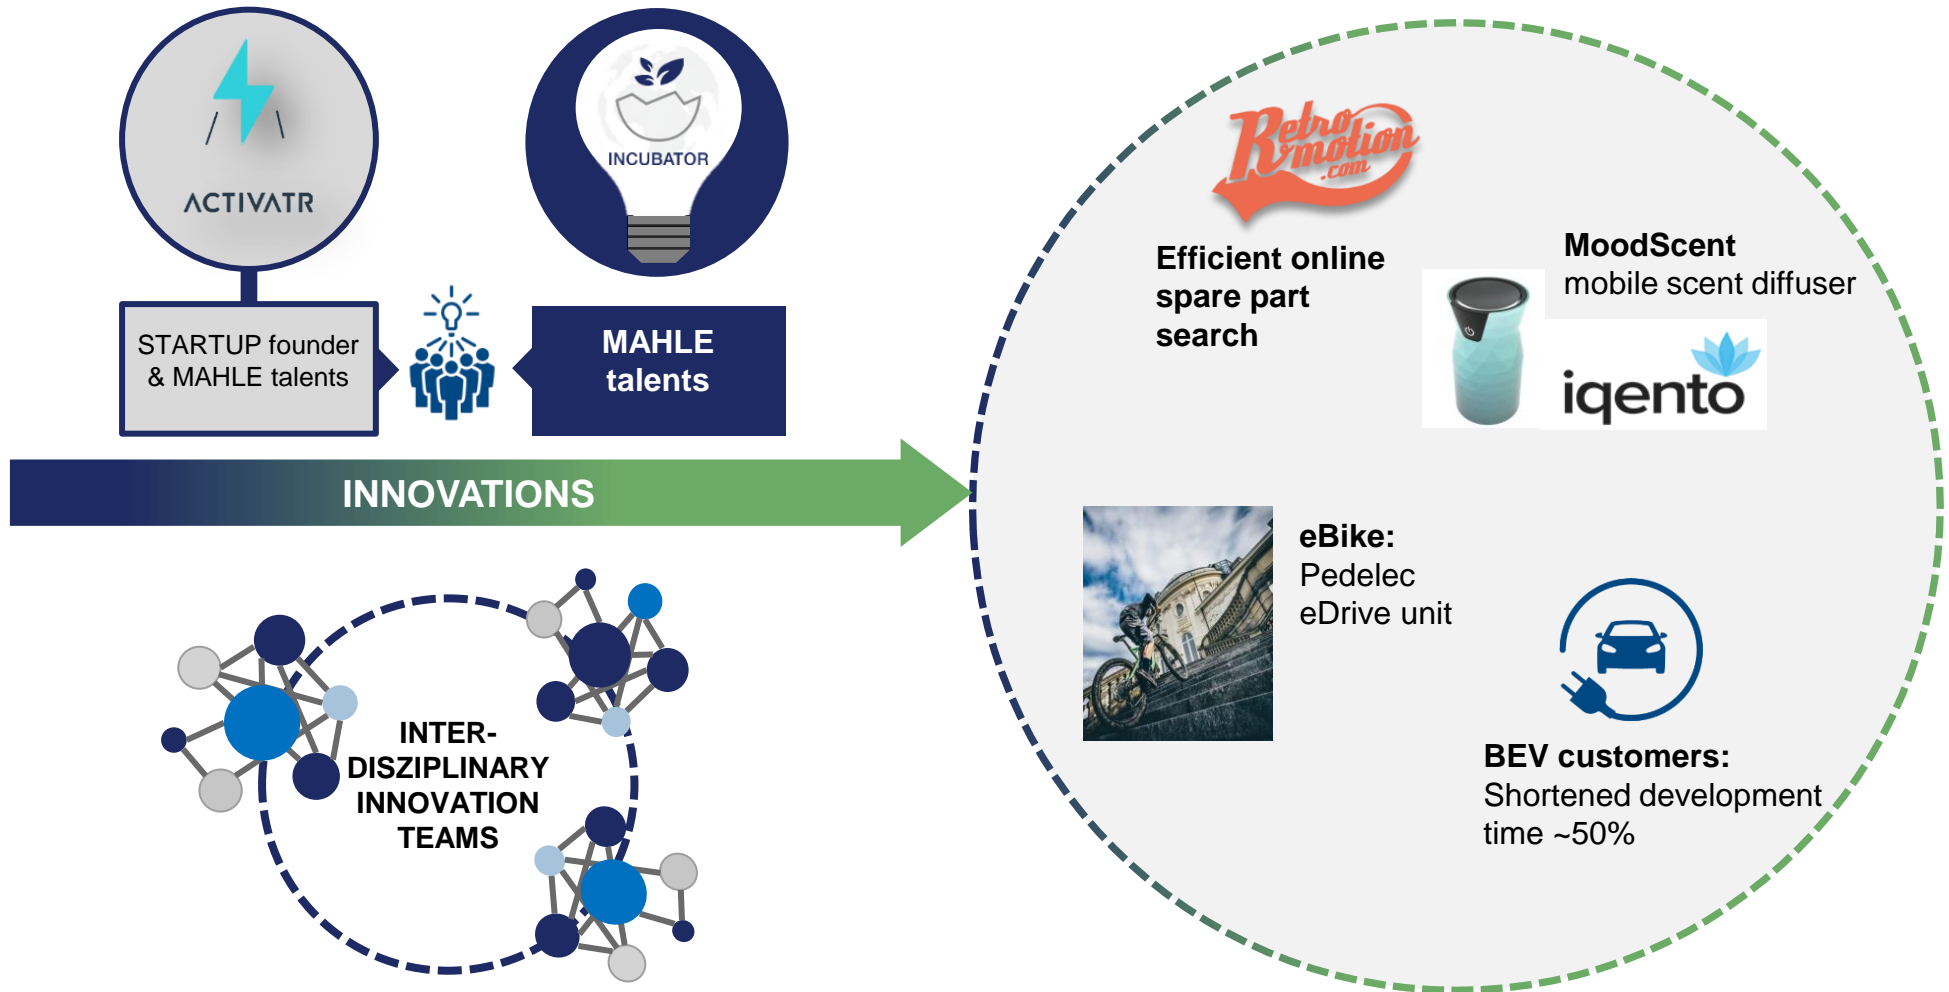 ACTIVATR
INCUBATOR
STARTUP founder
& MAHLE talents
MAHLE
talents
INNOVATIONS
INTER-
DISZIPLINARY
INNOVATION
TEAMS
Retro
motion
.com
Efficient online
spare part
search
MoodScent
mobile scent diffuser
iqento
eBike:
Pedelec
eDrive unit
BEV customers:
Shortened development
time ~50%